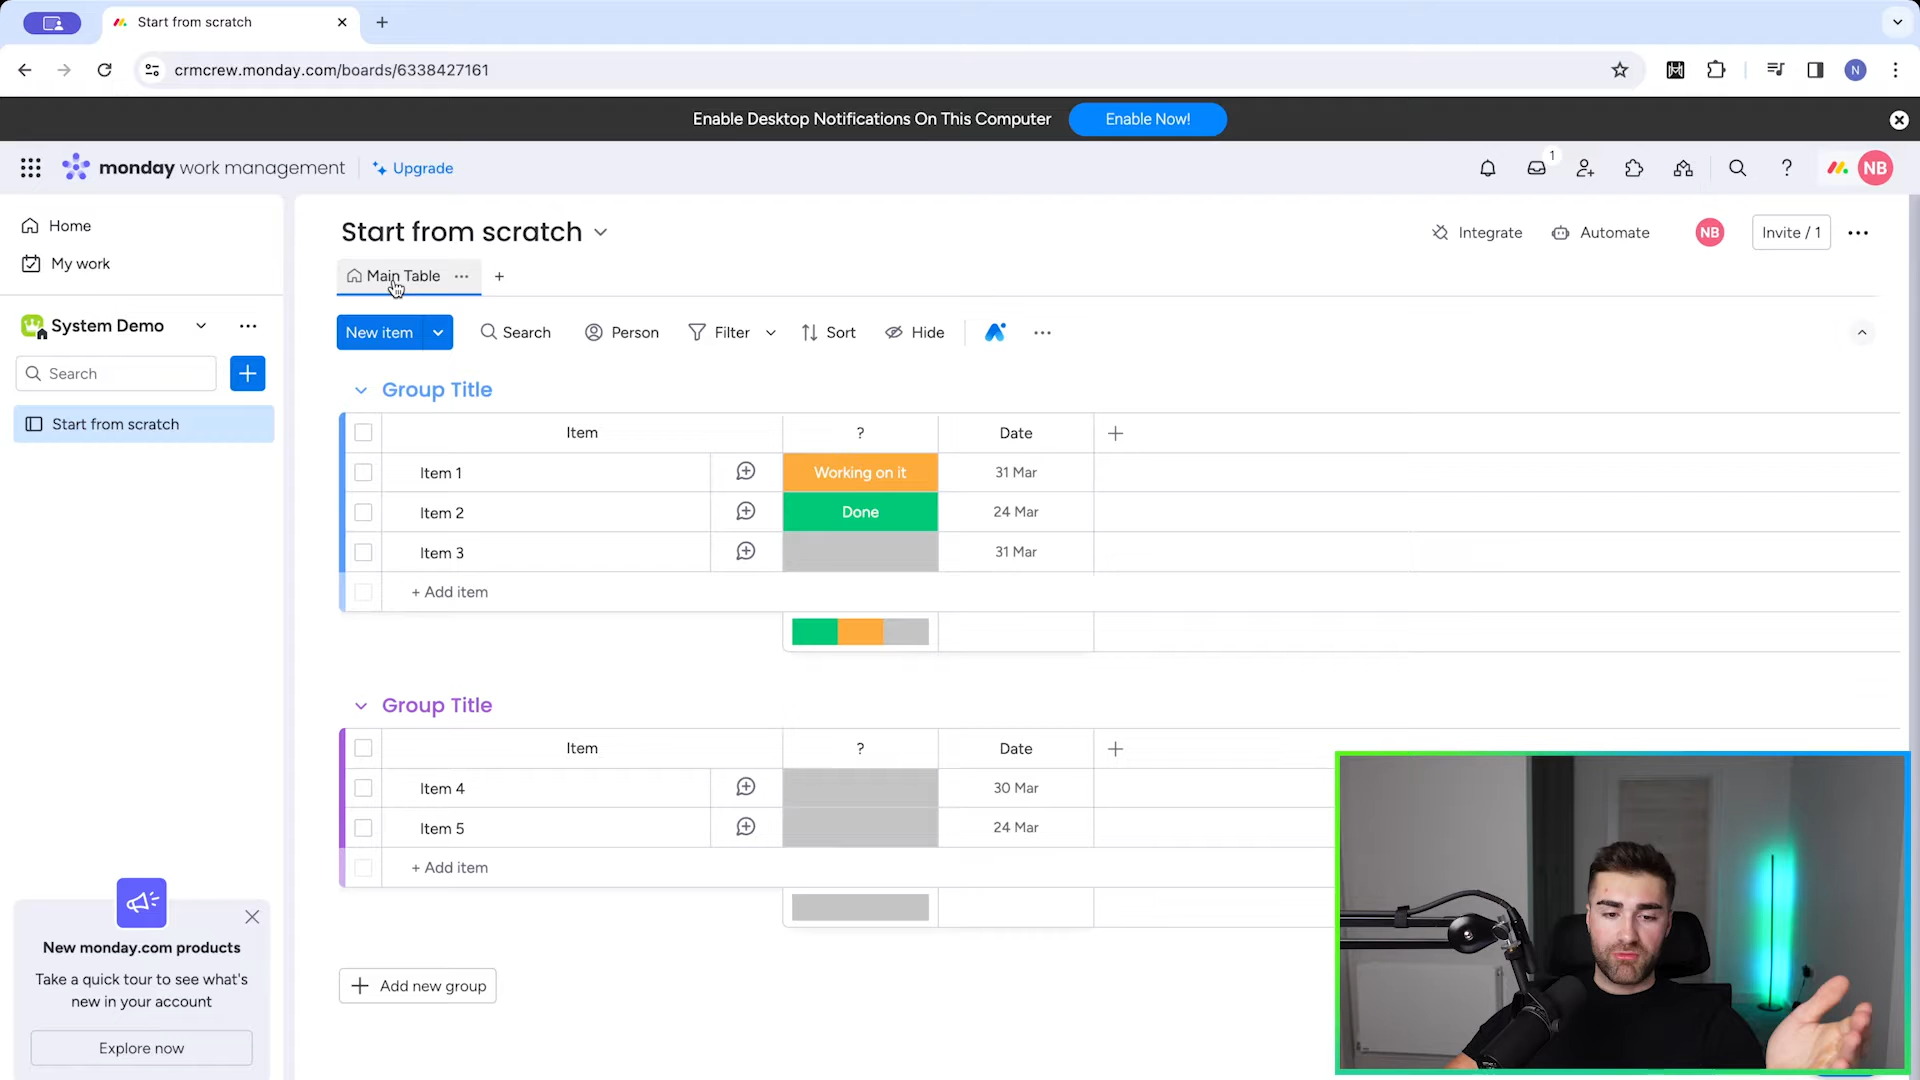 Start from scratch
crmcrew.monday.com/boards/6338427161
N
Enable Desktop Notifications On This Computer
Enable Now!
monday work management
Upgrade
1
?
NB
Home
My work
System Demo
Search
Start from scratch
Start from scratch
Integrate
Automate
NB
Invite / 1
Main Table
New item
Search
Person
Filter
Sort
Hide
Group Title
Item ? Date
Item 1 Working on it 31 Mar
Item 2 Done 24 Mar
Item 3 31 Mar
+ Add item
Group Title
Item ? Date
Item 4 30 Mar
Item 5 24 Mar
+ Add item
Add new group
New monday.com products
Take a quick tour to see what's
new in your account
Explore now